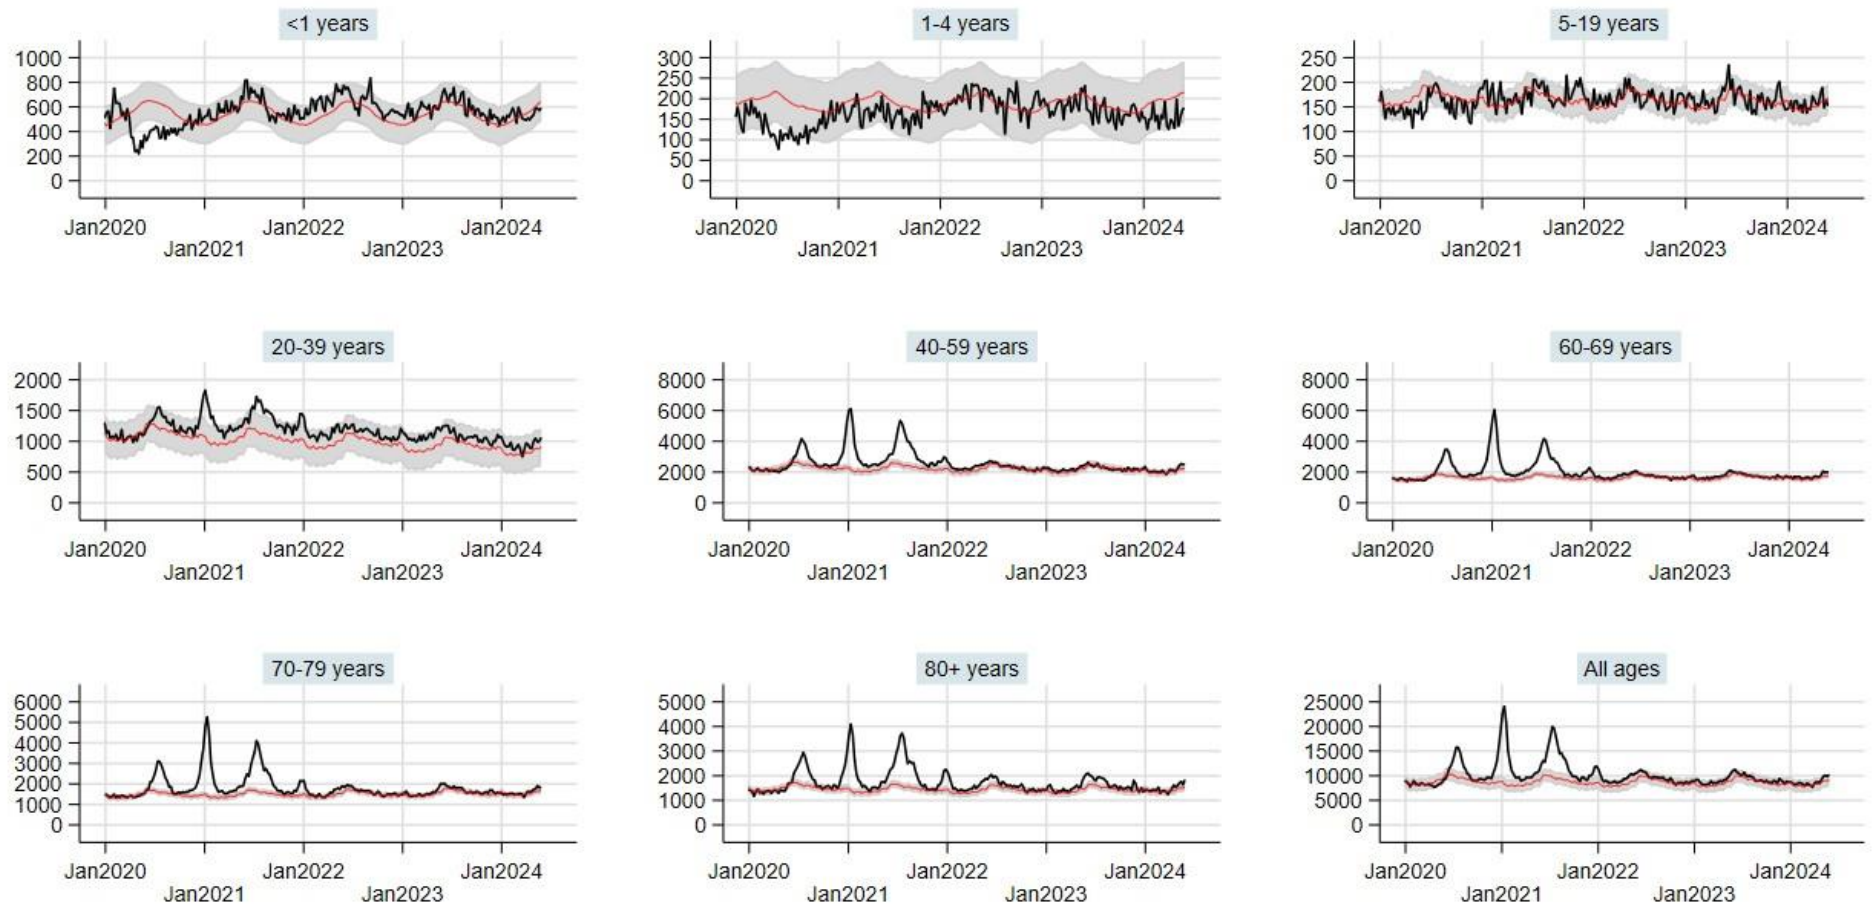 <1 years
1000
800
600
400
200
0
Jan2020
Jan2021
Jan2022
Jan2023
Jan2024
1-4 years
300
250
200
150
100
50
0
Jan2020
Jan2021
Jan2022
Jan2023
Jan2024
5-19 years
250
200
150
100
50
0
Jan2020
Jan2021
Jan2022
Jan2023
Jan2024
20-39 years
2000
1500
1000
500
0
Jan2020
Jan2021
Jan2022
Jan2023
Jan2024
40-59 years
8000
6000
4000
2000
0
Jan2020
Jan2021
Jan2022
Jan2023
Jan2024
60-69 years
8000
6000
4000
2000
0
Jan2020
Jan2021
Jan2022
Jan2023
Jan2024
70-79 years
6000
5000
4000
3000
2000
1000
0
Jan2020
Jan2021
Jan2022
Jan2023
Jan2024
80+ years
5000
4000
3000
2000
1000
0
Jan2020
Jan2021
Jan2022
Jan2023
Jan2024
All ages
25000
20000
15000
10000
5000
0
Jan2020
Jan2021
Jan2022
Jan2023
Jan2024